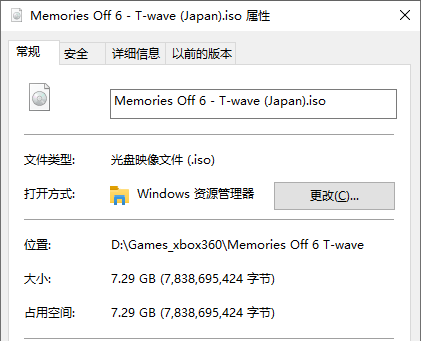 Memories Off 6 - T-wave (Japan).iso 属性
常规 安全 详细信息 以前的版本
Memories Off 6 - T-wave (Japan).iso
文件类型: 光盘映像文件 (.iso)
打开方式: Windows 资源管理器 更改(C)...
位置: D:\Games_xbox360\Memories Off 6 T-wave
大小: 7.29 GB (7,838,695,424 字节)
占用空间: 7.29 GB (7,838,695,424 字节)